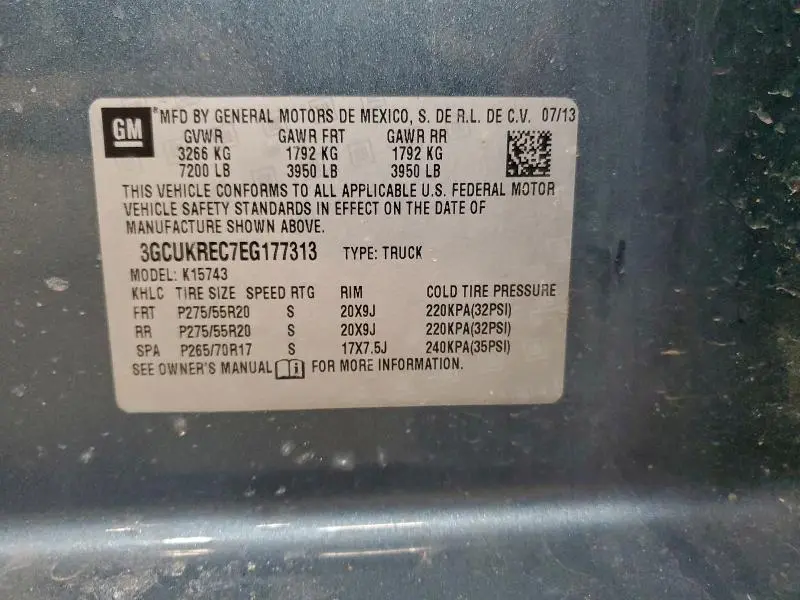 GM ® MFD BY GENERAL MOTORS DE MEXICO, S. DE R.L. DE C.V. 07/13
GVWR GAWR FRT GAWR RR
3266 KG 1792 KG 1792 KG
7200 LB 3950 LB 3950 LB
THIS VEHICLE CONFORMS TO ALL APPLICABLE U.S. FEDERAL MOTOR
VEHICLE SAFETY STANDARDS IN EFFECT ON THE DATE OF
MANUFACTURE SHOWN ABOVE.
3GCUKREC7EG177313 TYPE: TRUCK
MODEL: K15743
KHLC TIRE SIZE SPEED RTG RIM COLD TIRE PRESSURE
FRT P275/55R20 S 20X9J 220KPA(32PSI)
RR P275/55R20 S 20X9J 220KPA(32PSI)
SPA P265/70R17 S 17X7.5J 240KPA(35PSI)
SEE OWNER'S MANUAL FOR MORE INFORMATION.